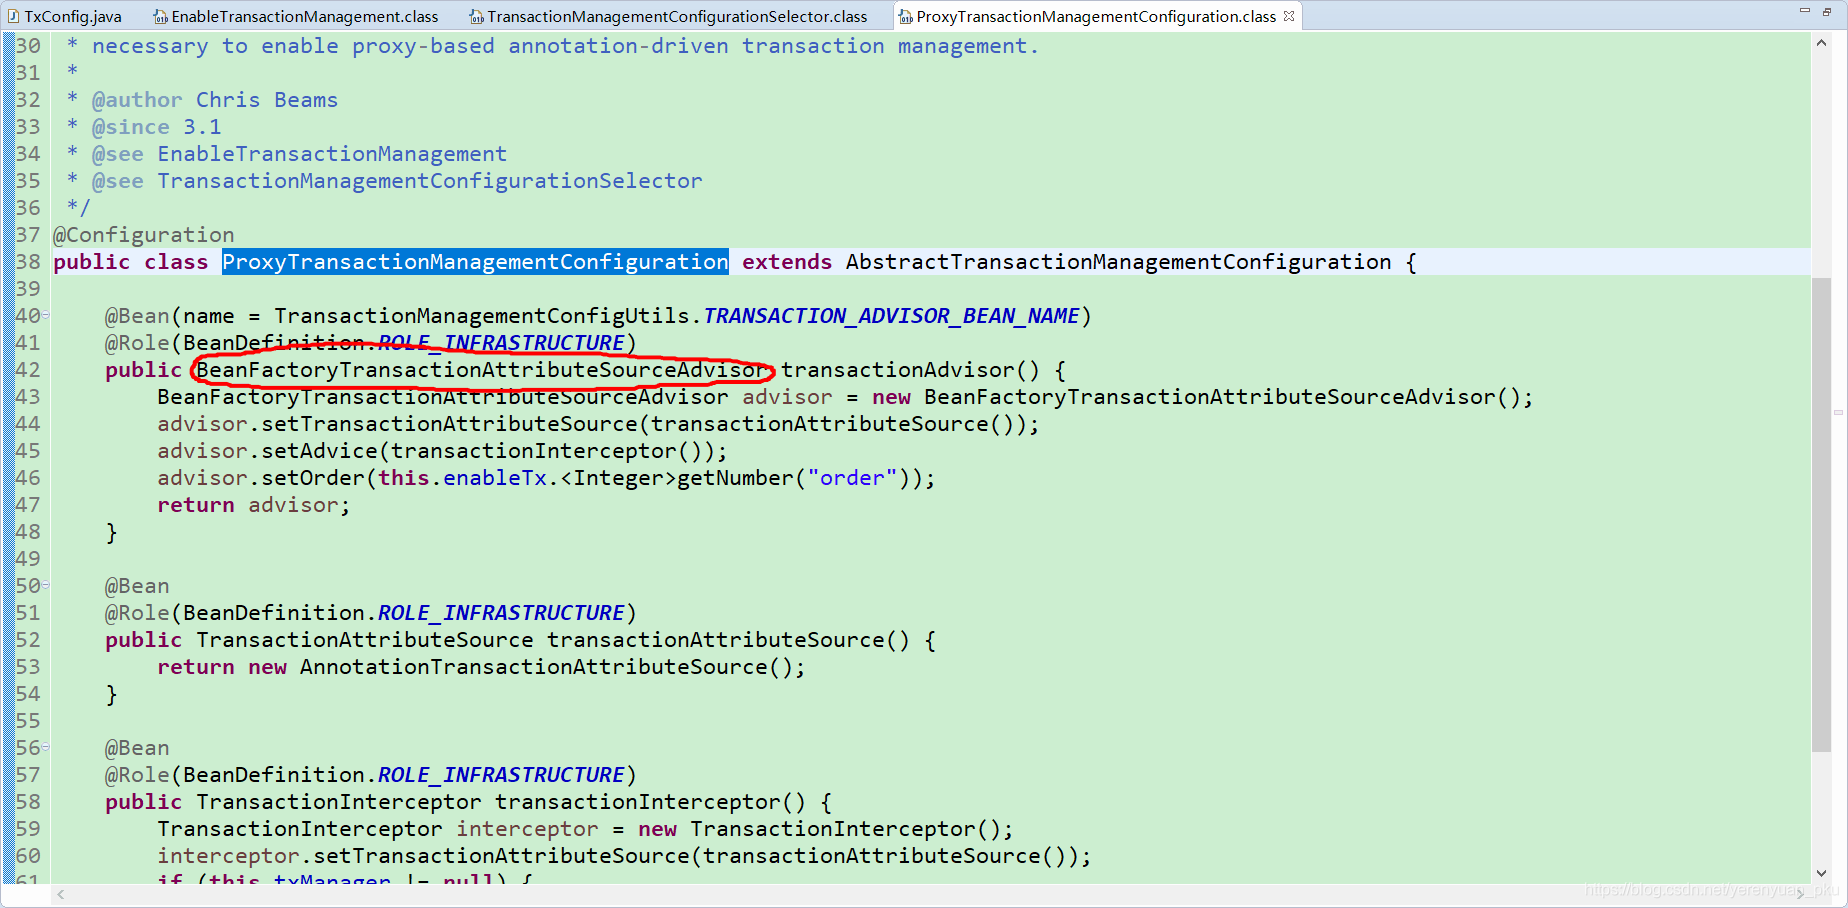 TxConfig.java EnableTransactionManagement.class TransactionManagementConfigurationSelector.class ProxyTransactionManagementConfiguration.class
30 * necessary to enable proxy-based annotation-driven transaction management.
31 *
32 * @author Chris Beams
33 * @since 3.1
34 * @see EnableTransactionManagement
35 * @see TransactionManagementConfigurationSelector
36 */
37 @Configuration
38 public class ProxyTransactionManagementConfiguration extends AbstractTransactionManagementConfiguration {
39
40 @Bean(name = TransactionManagementConfigUtils.TRANSACTION_ADVISOR_BEAN_NAME)
41 @Role(BeanDefinition.ROLE_INFRASTRUCTURE)
42 public BeanFactoryTransactionAttributeSourceAdvisor transactionAdvisor() {
43 BeanFactoryTransactionAttributeSourceAdvisor advisor = new BeanFactoryTransactionAttributeSourceAdvisor();
44 advisor.setTransactionAttributeSource(transactionAttributeSource());
45 advisor.setAdvice(transactionInterceptor());
46 advisor.setOrder(this.enableTx.<Integer>getNumber("order"));
47 return advisor;
48 }
49
50 @Bean
51 @Role(BeanDefinition.ROLE_INFRASTRUCTURE)
52 public TransactionAttributeSource transactionAttributeSource() {
53 return new AnnotationTransactionAttributeSource();
54 }
55
56 @Bean
57 @Role(BeanDefinition.ROLE_INFRASTRUCTURE)
58 public TransactionInterceptor transactionInterceptor() {
59 TransactionInterceptor interceptor = new TransactionInterceptor();
60 interceptor.setTransactionAttributeSource(transactionAttributeSource());
61 if (this.txManager != null) {
https://blog.csdn.net/yerenyuan_pku